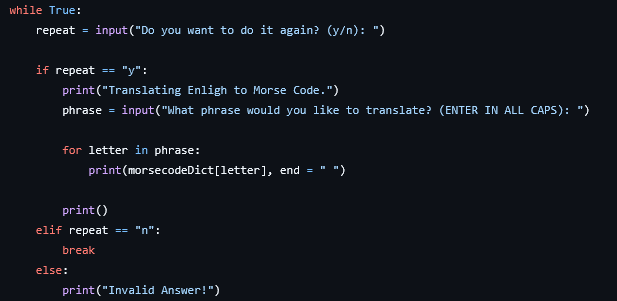 while True:
    repeat = input("Do you want to do it again? (y/n): ")

    if repeat == "y":
        print("Translating Enligh to Morse Code.")
        phrase = input("What phrase would you like to translate? (ENTER IN ALL CAPS): ")

        for letter in phrase:
            print(morsecodeDict[letter], end = " ")

        print()
    elif repeat == "n":
        break
    else:
        print("Invalid Answer!")